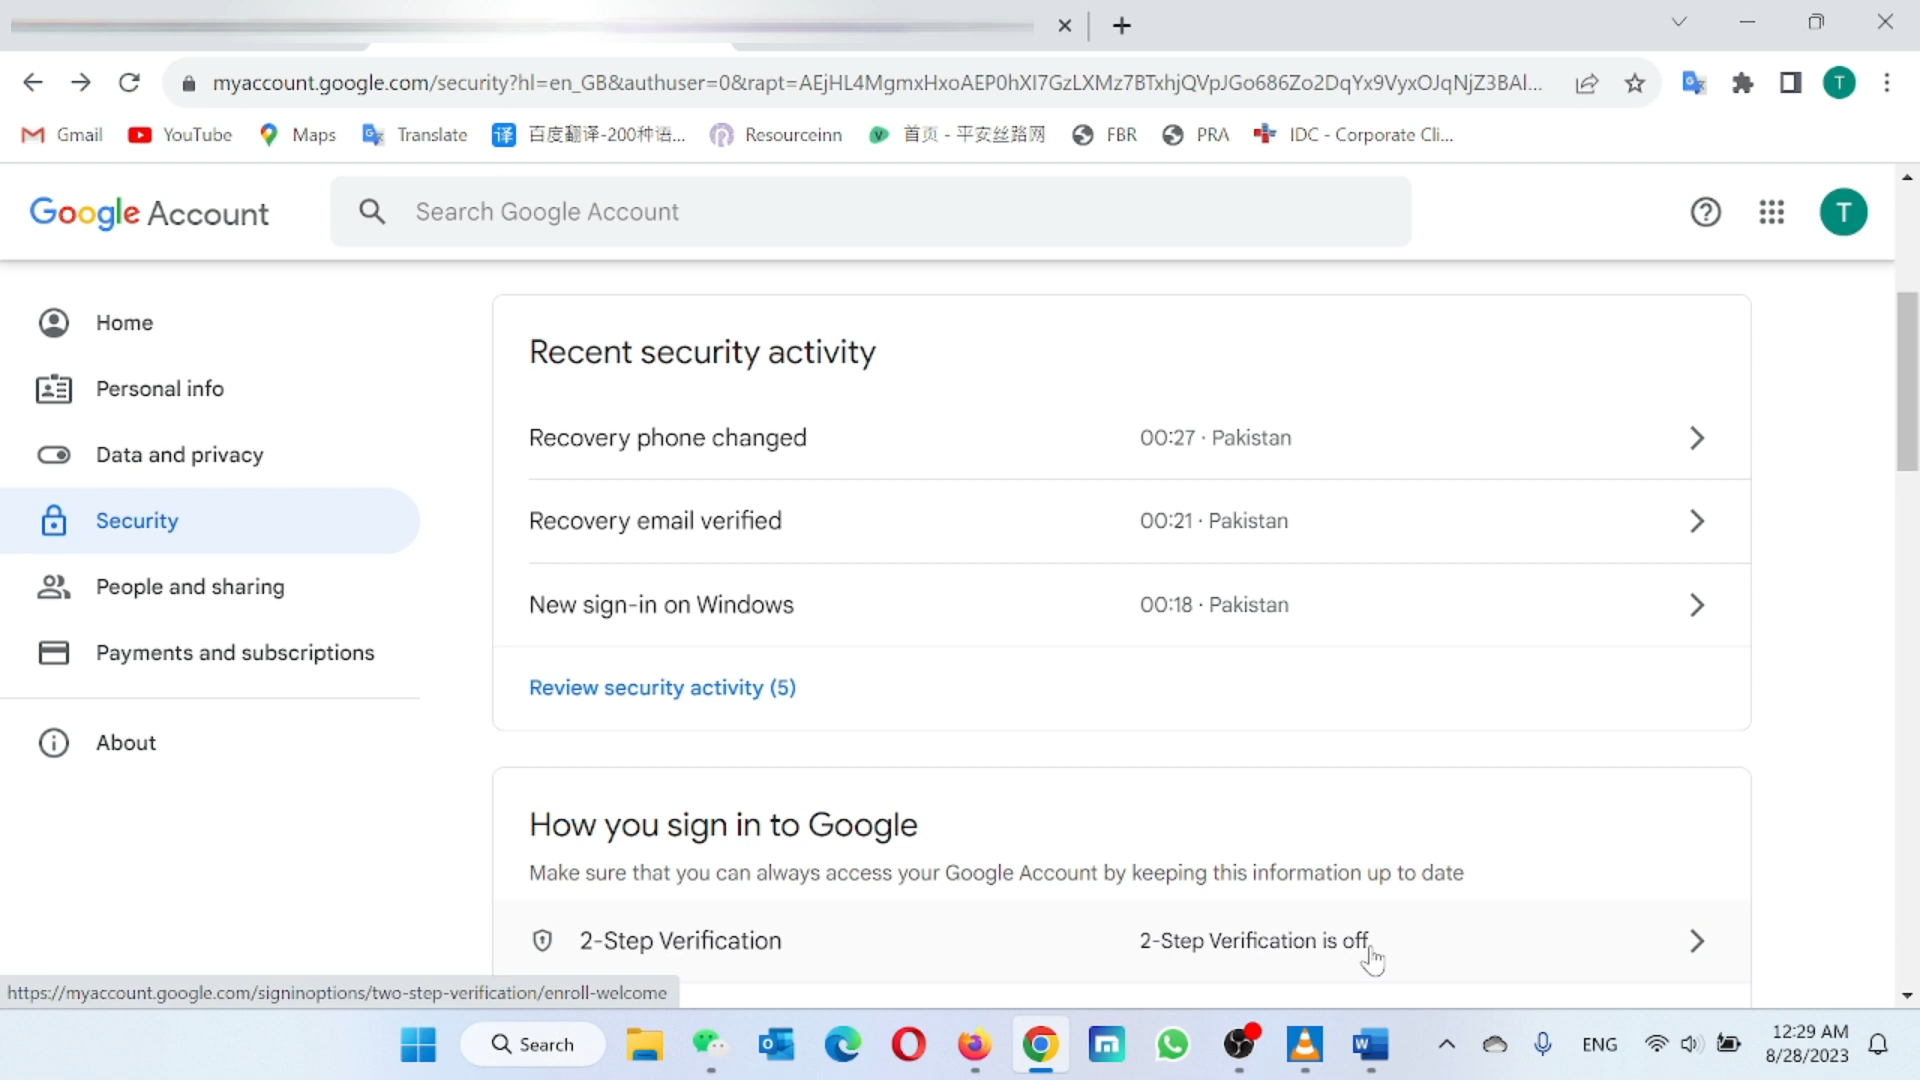 myaccount.google.com/security?hl=en_GB&authuser=0&rapt=AEjHL4MgmxHxoAEP0hXI7GzLXMz7BTxhjQVpJGo686Zo2DqYx9VyxOJqNjZ3BAl...
T
Gmail YouTube Maps Translate 百度翻译-200种语... Resourceinn 首页 - 平安丝路网 FBR PRA IDC - Corporate Cli...
Google Account
Search Google Account
T
Home
Personal info
Data and privacy
Security
People and sharing
Payments and subscriptions
About
Recent security activity
Recovery phone changed 00:27 · Pakistan
Recovery email verified 00:21 · Pakistan
New sign-in on Windows 00:18 · Pakistan
Review security activity (5)
How you sign in to Google
Make sure that you can always access your Google Account by keeping this information up to date
2-Step Verification 2-Step Verification is off
https://myaccount.google.com/signinoptions/two-step-verification/enroll-welcome
Search
ENG
12:29 AM
8/28/2023